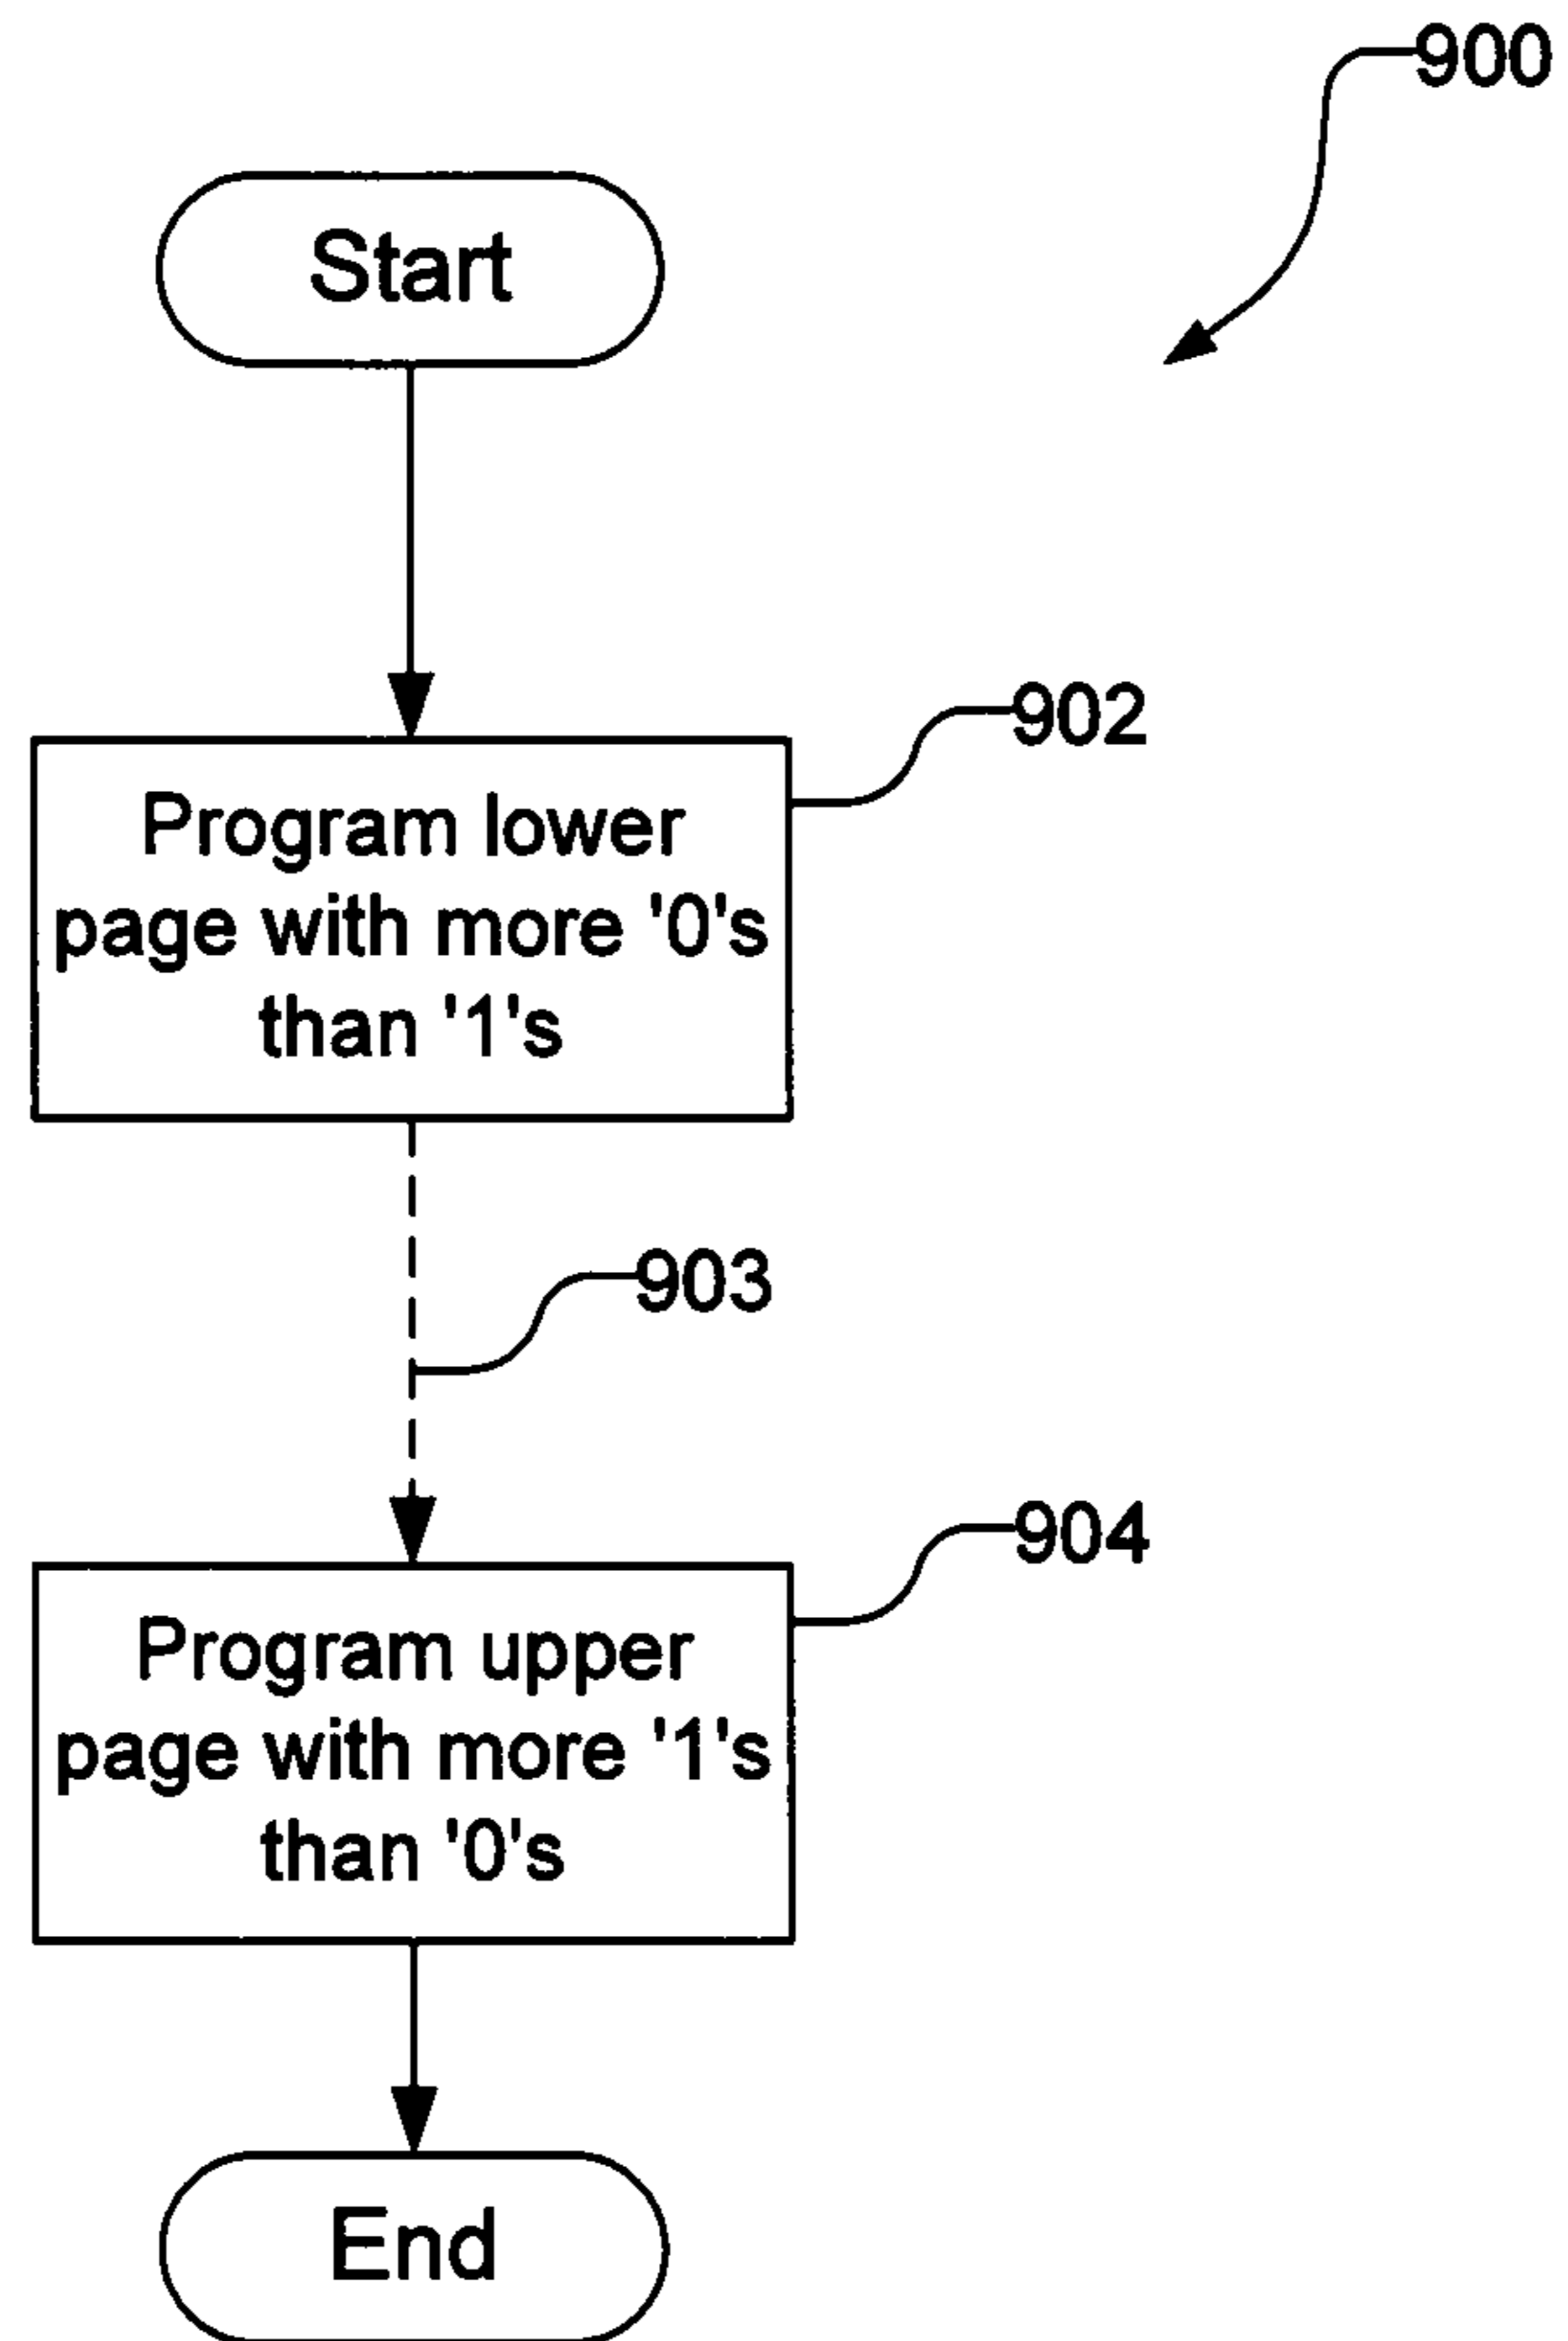 900
Start
902
Program lower
page with more '0's
than '1's
903
904
Program upper
page with more '1's
than '0's
End